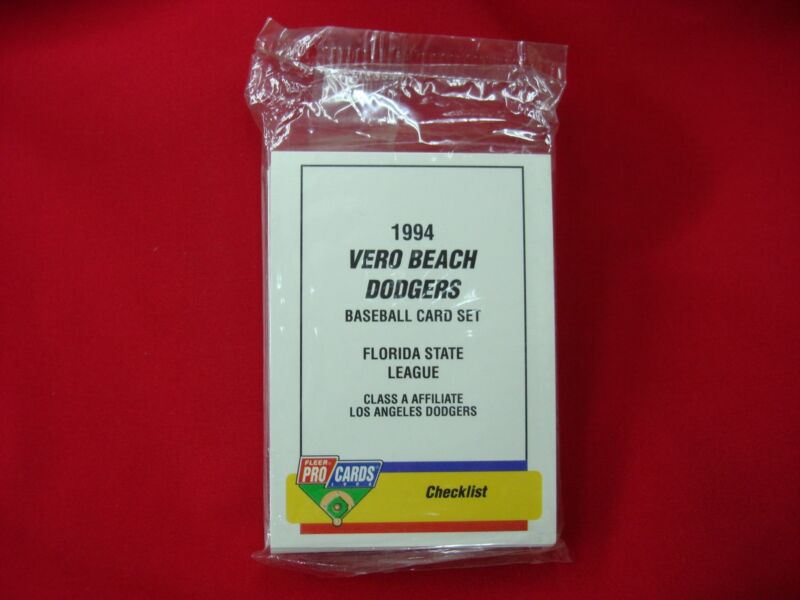 1994
VERO BEACH
DODGERS
BASEBALL CARD SET
FLORIDA STATE
LEAGUE
CLASS A AFFILIATE
LOS ANGELES DODGERS
FLEER
PRO CARDS
1994
Checklist